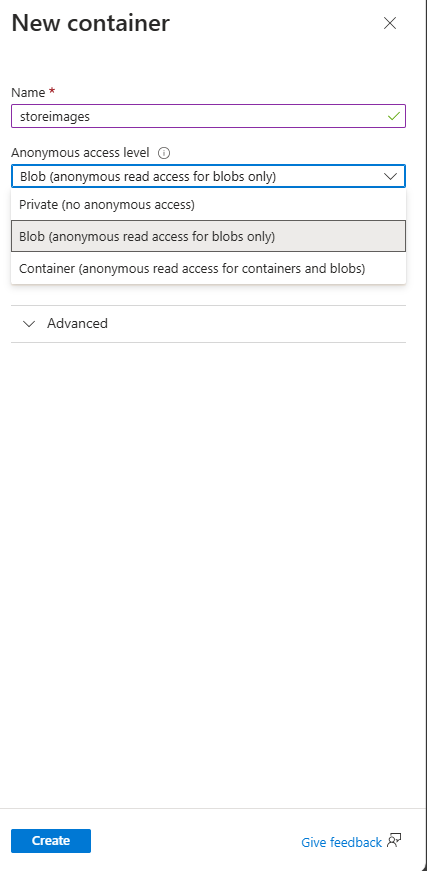 New container
Name *
storeimages
Anonymous access level
Blob (anonymous read access for blobs only)
Private (no anonymous access)
Blob (anonymous read access for blobs only)
Container (anonymous read access for containers and blobs)
Advanced
Create
Give feedback